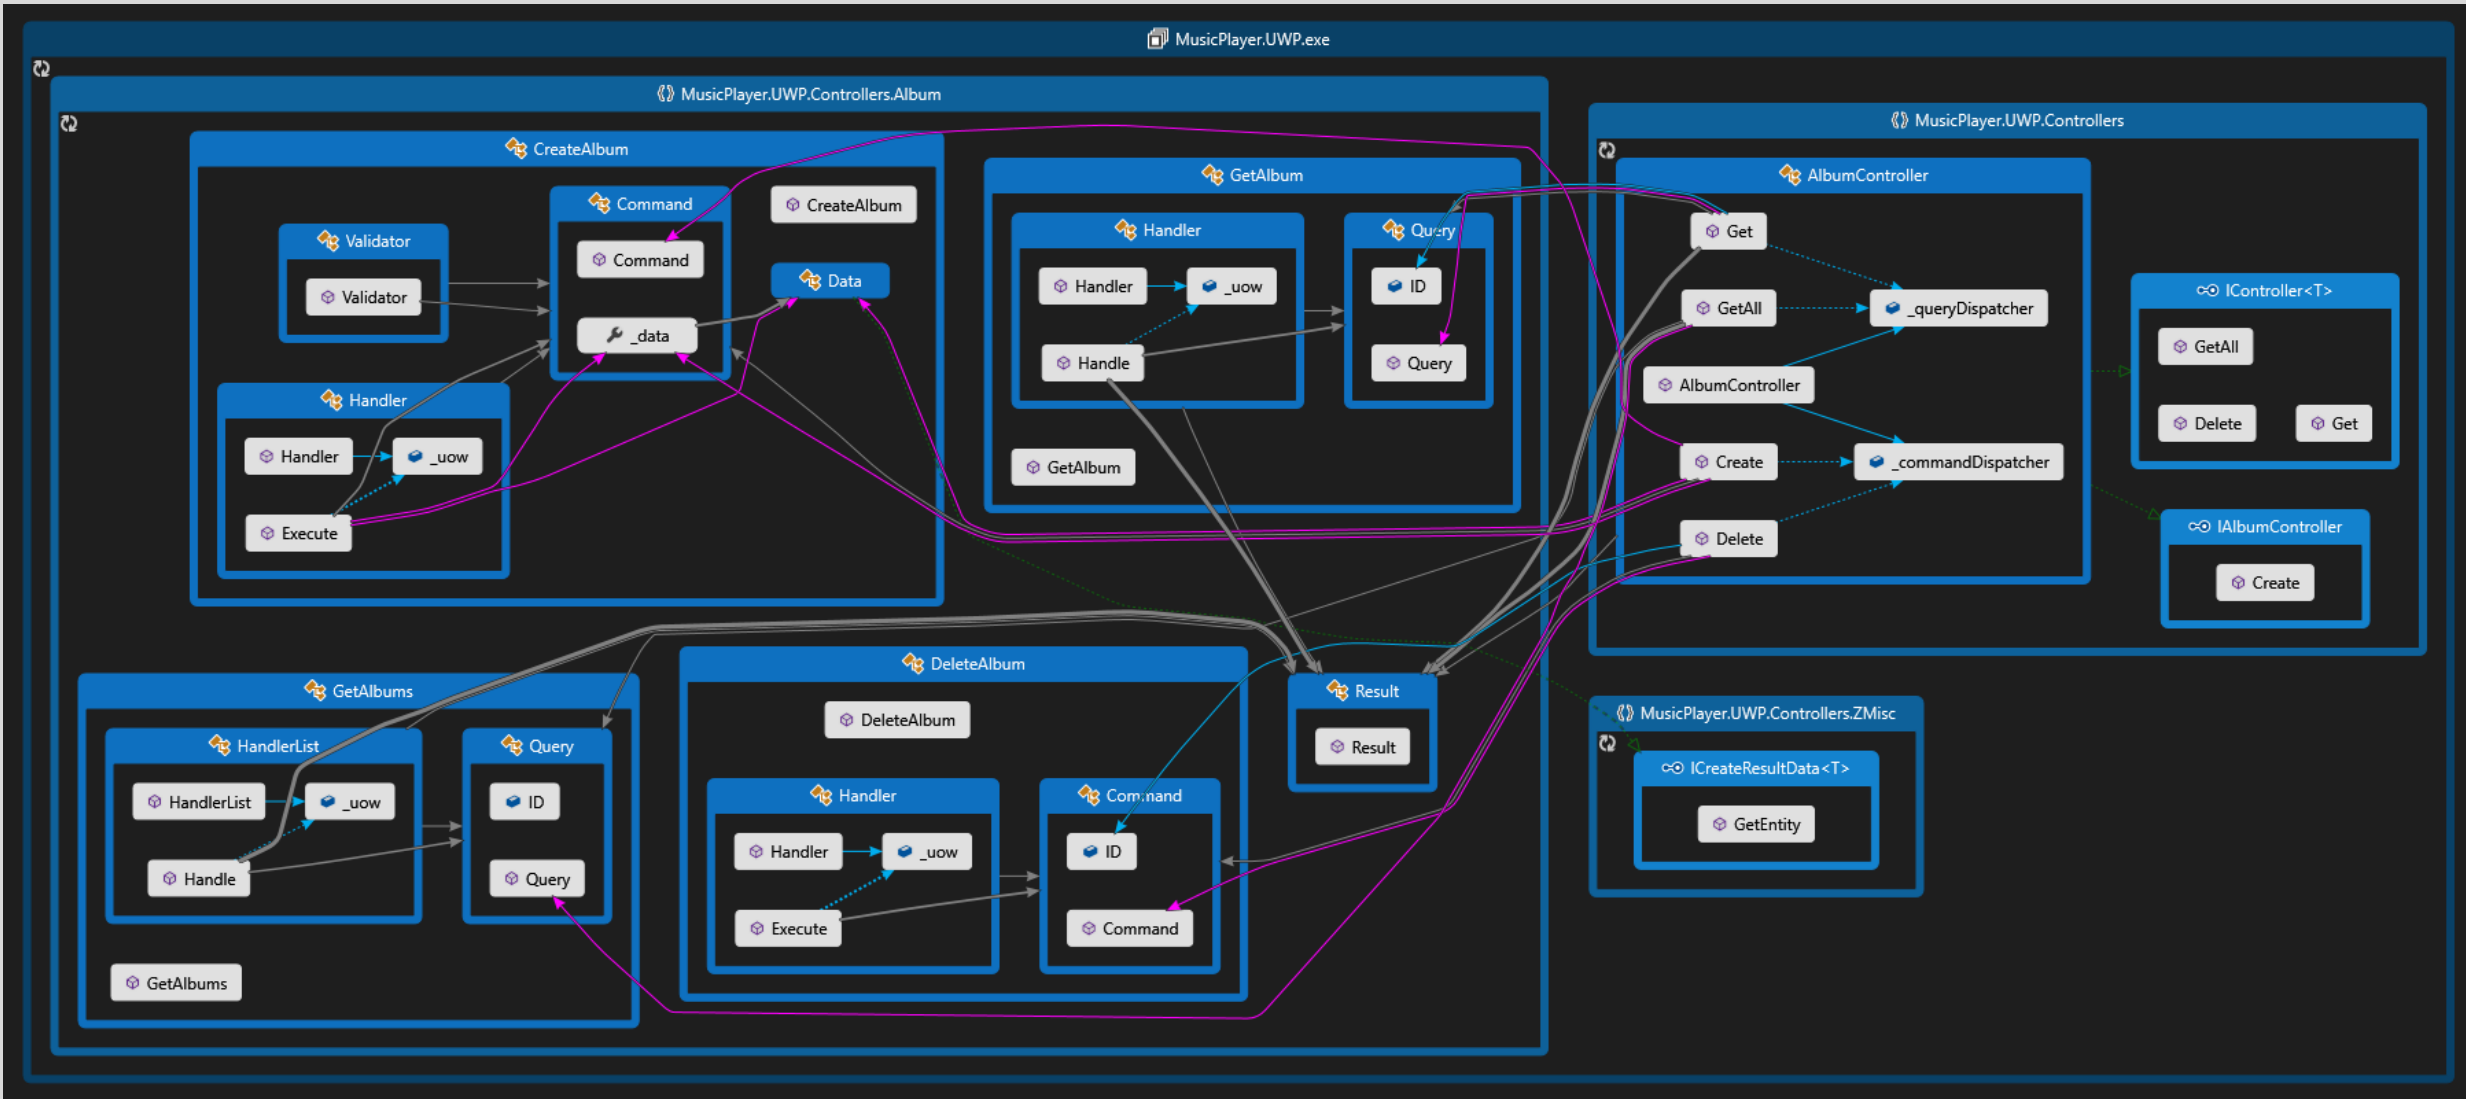 MusicPlayer.UWP.exe
MusicPlayer.UWP.Controllers.Album
CreateAlbum
Validator
Validator
Command
Command
_data
CreateAlbum
Data
Handler
Handler
_uow
Execute
GetAlbum
Handler
Handler
_uow
Handle
Query
ID
Query
GetAlbum
GetAlbums
HandlerList
HandlerList
_uow
Handle
Query
ID
Query
GetAlbums
DeleteAlbum
DeleteAlbum
Handler
Handler
_uow
Execute
Command
ID
Command
Result
Result
MusicPlayer.UWP.Controllers
AlbumController
Get
GetAll
_queryDispatcher
AlbumController
Create
_commandDispatcher
Delete
IController<T>
GetAll
Delete
Get
IAlbumController
Create
MusicPlayer.UWP.Controllers.ZMisc
ICreateResultData<T>
GetEntity